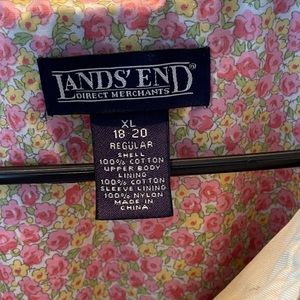 LANDS' END
DIRECT MERCHANTS
XL
18-20
REGULAR
SHELL
100% COTTON
UPPER BODY
LINING
100% COTTON
SLEEVE LINING
100% NYLON
MADE IN
CHINA